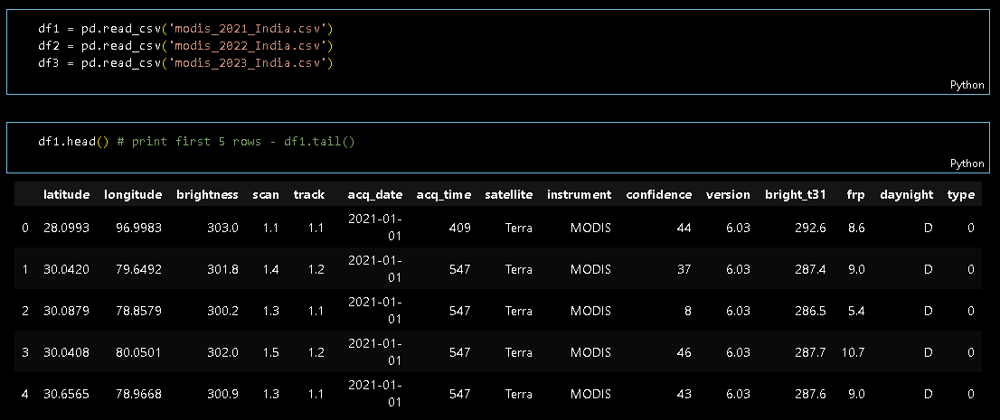 df1 = pd.read_csv('modis_2021_India.csv')
df2 = pd.read_csv('modis_2022_India.csv')
df3 = pd.read_csv('modis_2023_India.csv')
Python
df1.head() # print first 5 rows - df1.tail()
Python
latitude longitude brightness scan track acq_date acq_time satellite instrument confidence version bright_t31 frp daynight type
0 28.0993 96.9983 303.0 1.1 1.1 2021-01-01 409 Terra MODIS 44 6.03 292.6 8.6 D 0
1 30.0420 79.6492 301.8 1.4 1.2 2021-01-01 547 Terra MODIS 37 6.03 287.4 9.0 D 0
2 30.0879 78.8579 300.2 1.3 1.1 2021-01-01 547 Terra MODIS 8 6.03 286.5 5.4 D 0
3 30.0408 80.0501 302.0 1.5 1.2 2021-01-01 547 Terra MODIS 46 6.03 287.7 10.7 D 0
4 30.6565 78.9668 300.9 1.3 1.1 2021-01-01 547 Terra MODIS 43 6.03 287.6 9.0 D 0